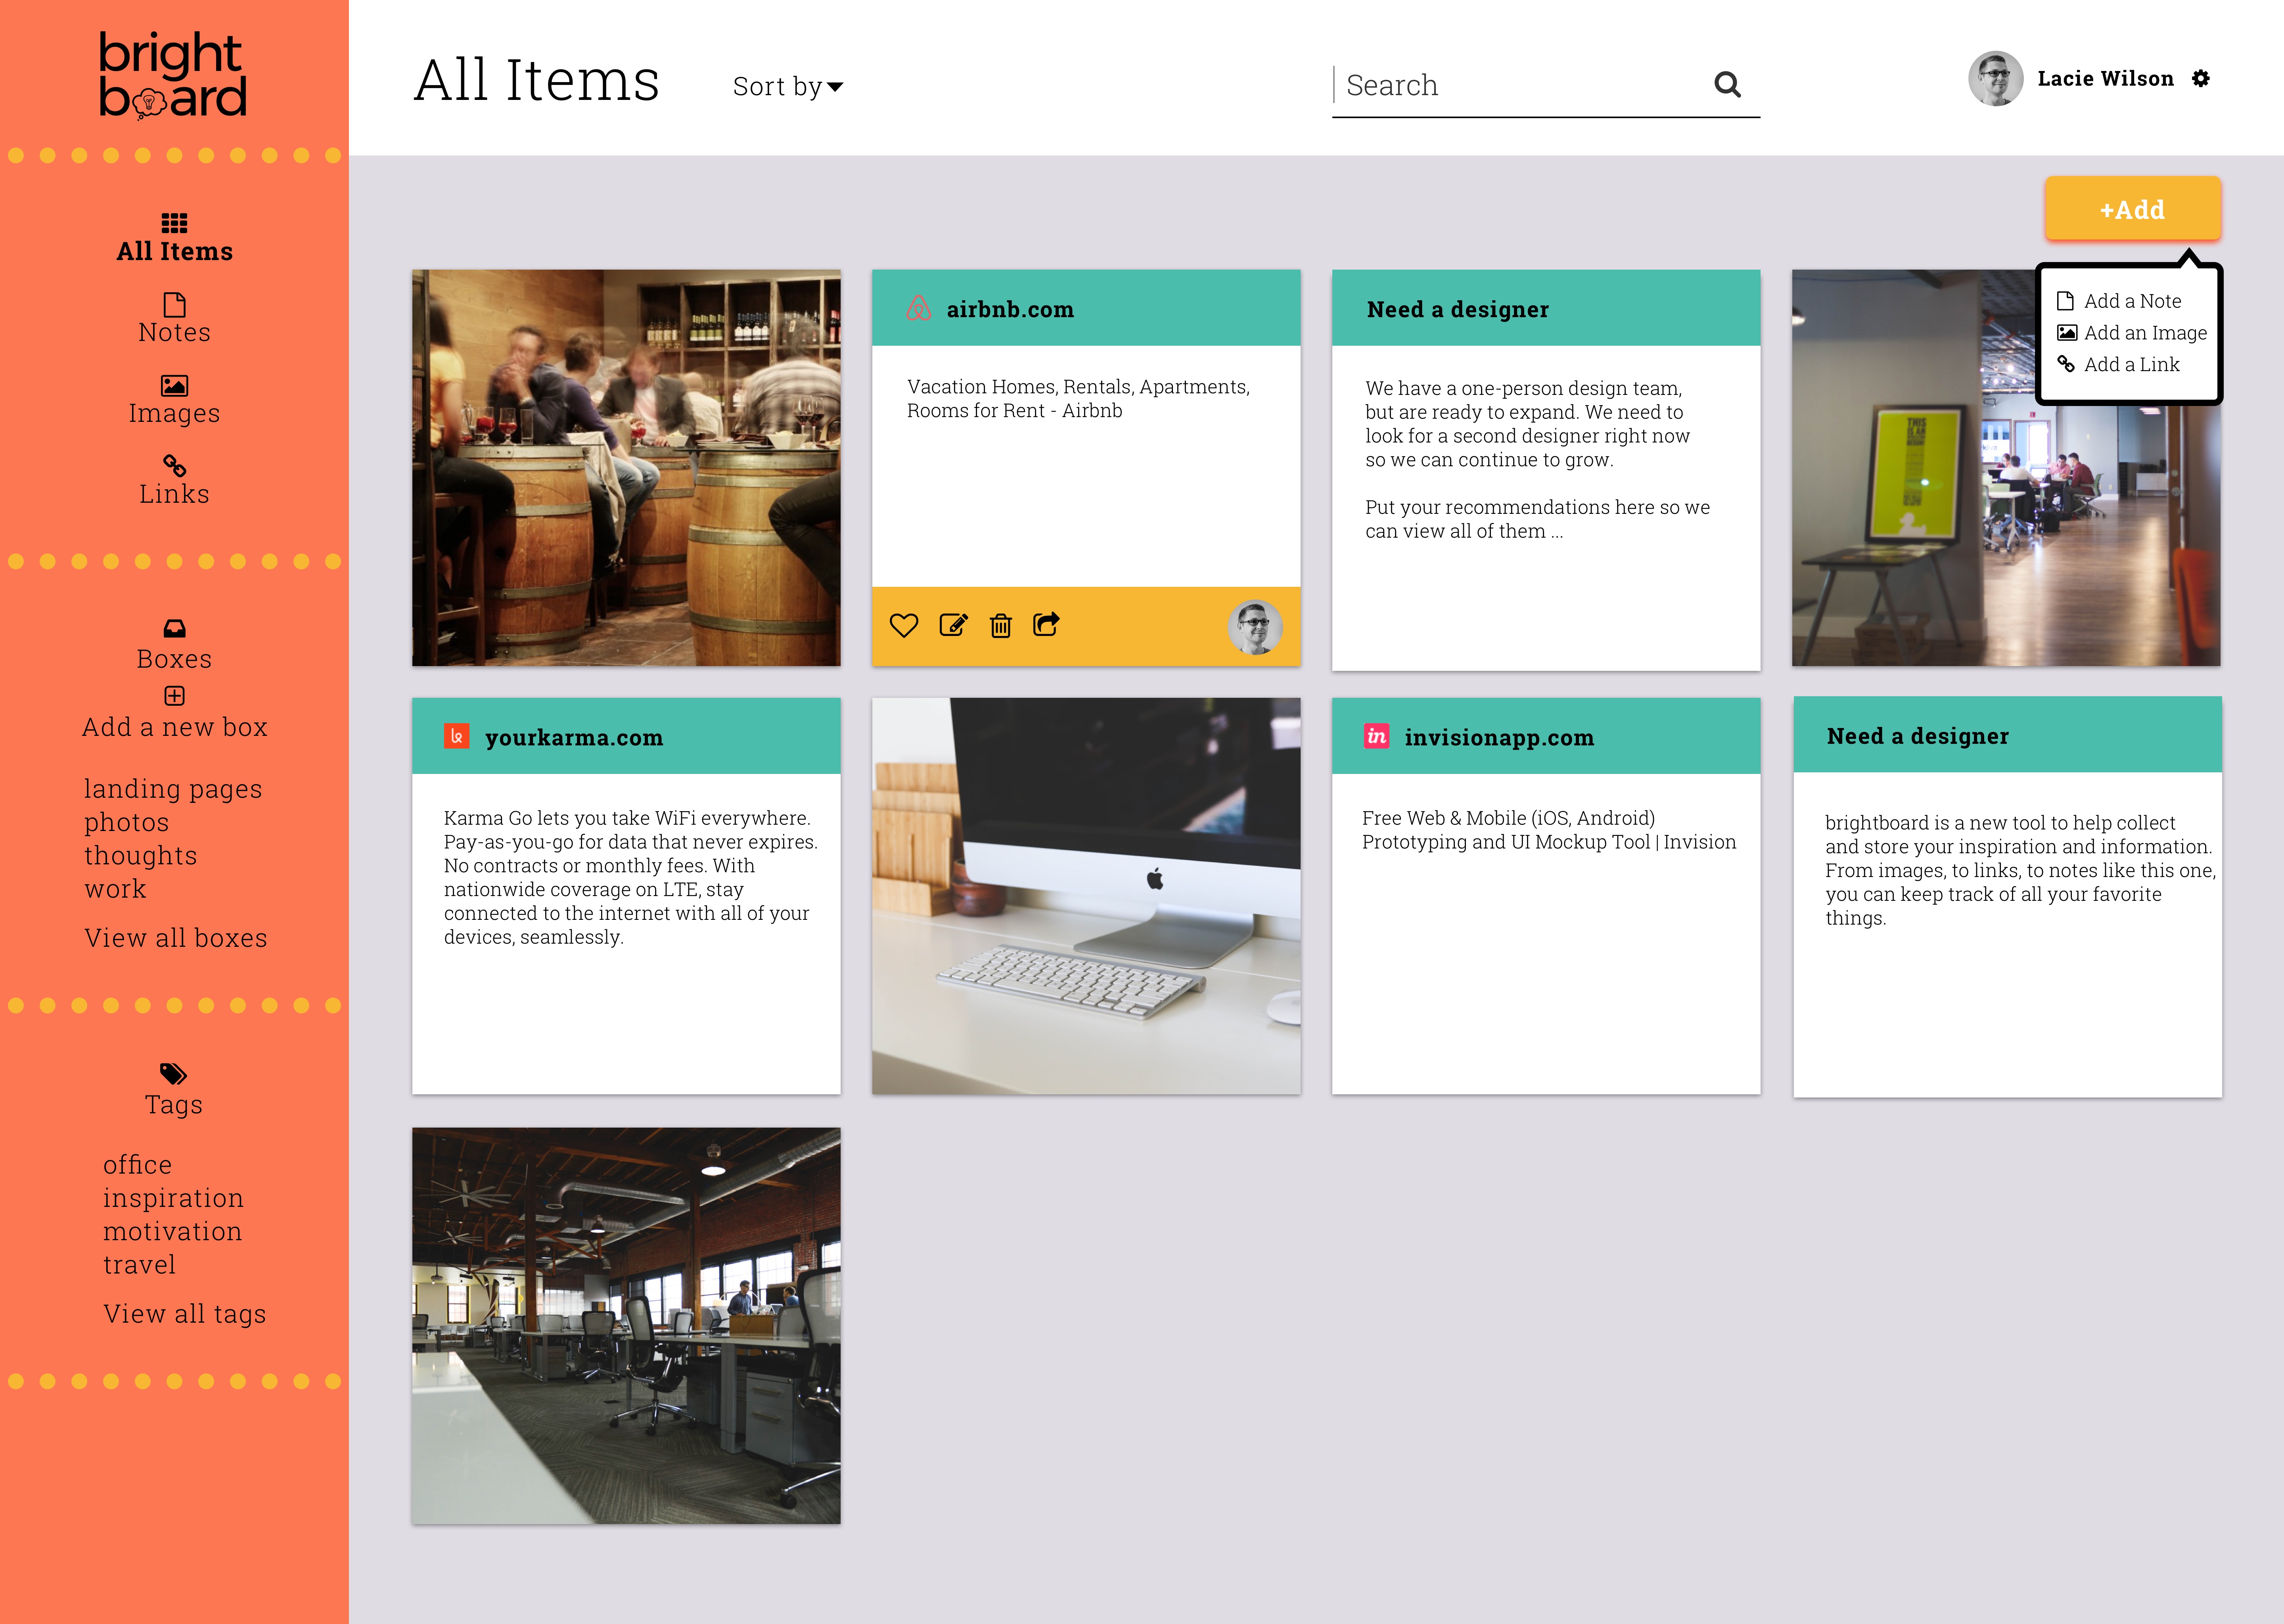 bright
board
All Items
Sort by
Search
Lacie Wilson
+Add
Add a Note
Add an Image
Add a Link
All Items
Notes
Images
Links
Boxes
Add a new box
landing pages
photos
thoughts
work
View all boxes
Tags
office
inspiration
motivation
travel
View all tags
airbnb.com
Vacation Homes, Rentals, Apartments,
Rooms for Rent - Airbnb
Need a designer
We have a one-person design team,
but are ready to expand. We need to
look for a second designer right now
so we can continue to grow.
Put your recommendations here so we
can view all of them ...
THIS
IS AN
yourkarma.com
Karma Go lets you take WiFi everywhere.
Pay-as-you-go for data that never expires.
No contracts or monthly fees. With
nationwide coverage on LTE, stay
connected to the internet with all of your
devices, seamlessly.
in
invisionapp.com
Free Web & Mobile (iOS, Android)
Prototyping and UI Mockup Tool | Invision
Need a designer
brightboard is a new tool to help collect
and store your inspiration and information.
From images, to links, to notes like this one,
you can keep track of all your favorite
things.